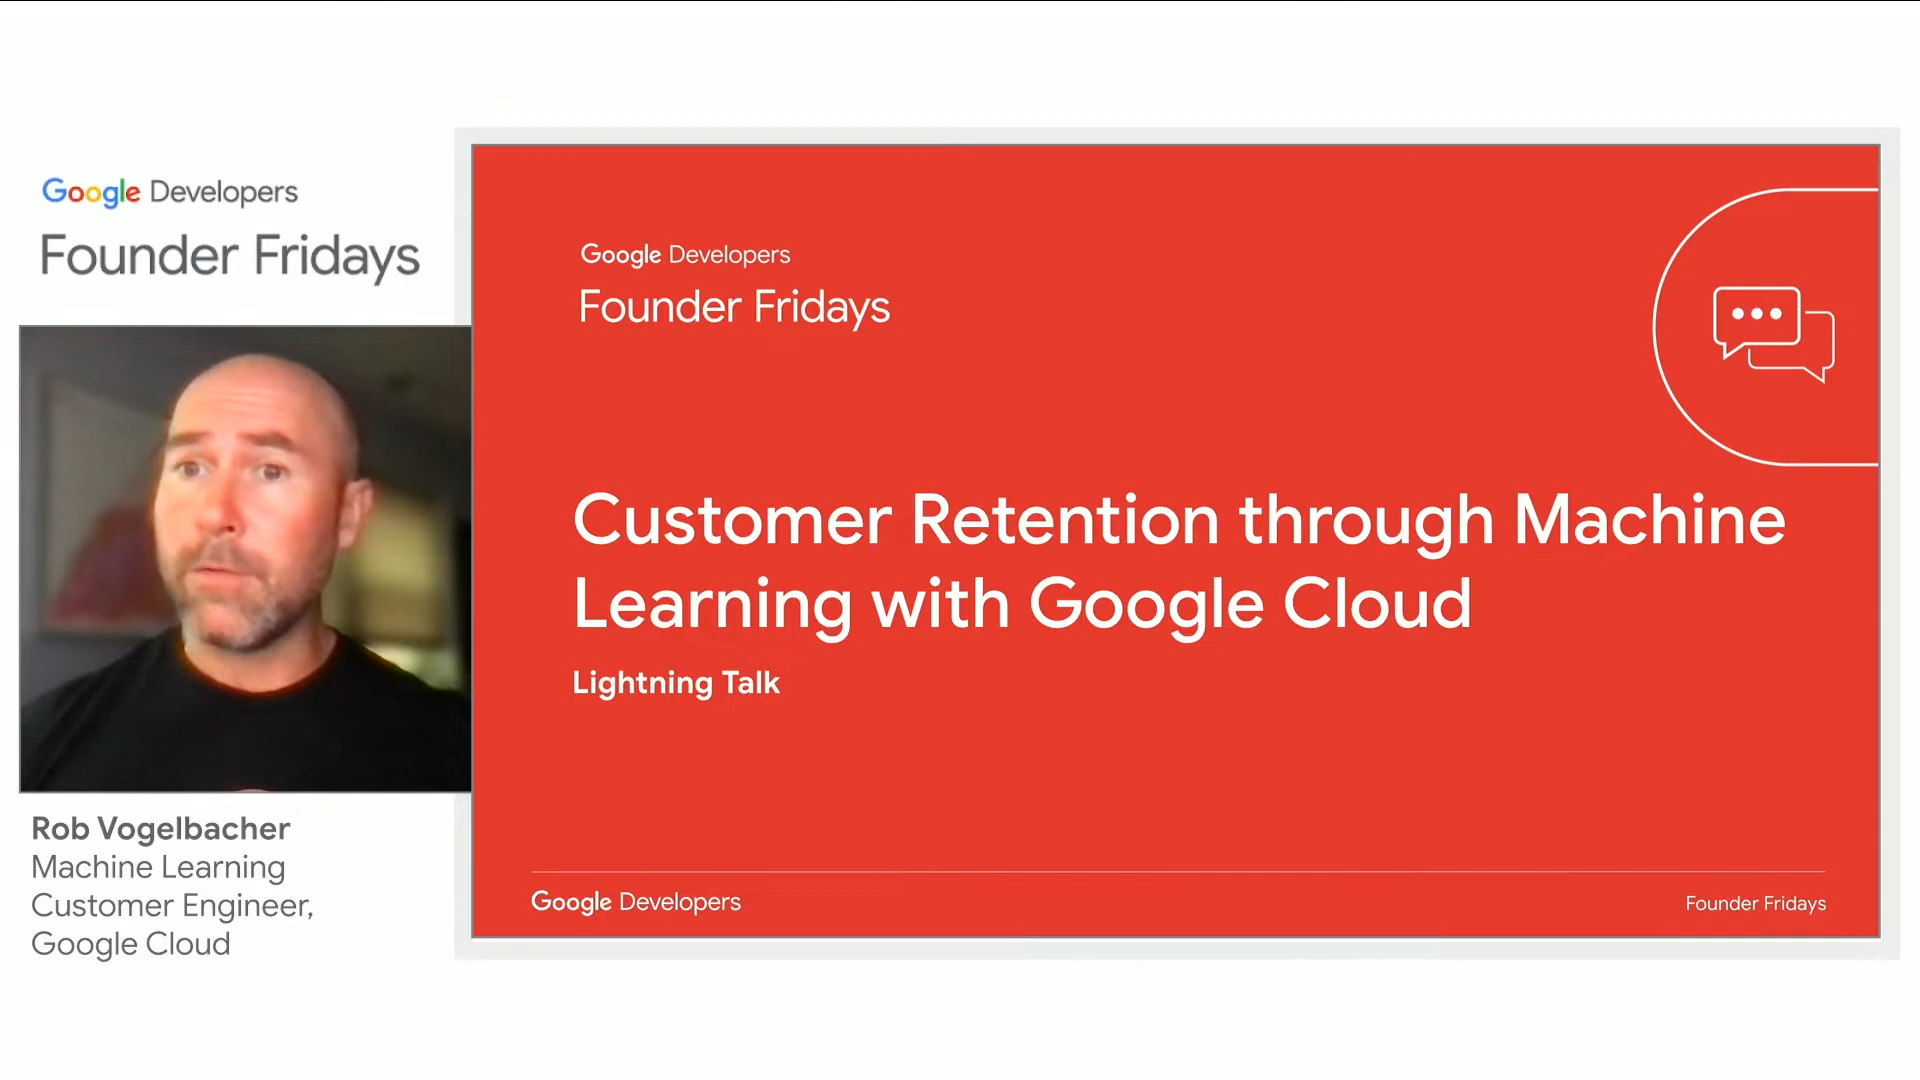 Google Developers
Founder Fridays
Rob Vogelbacher
Machine Learning
Customer Engineer,
Google Cloud
Google Developers
Founder Fridays
Customer Retention through Machine
Learning with Google Cloud
Lightning Talk
Google Developers
Founder Fridays